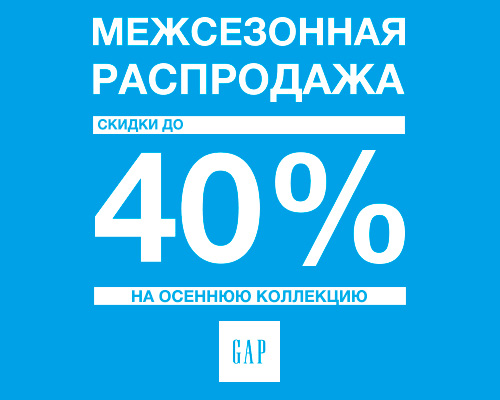 МЕЖСЕЗОННАЯ
РАСПРОДАЖА
СКИДКИ ДО
40%
НА ОСЕННЮЮ КОЛЛЕКЦИЮ
GAP